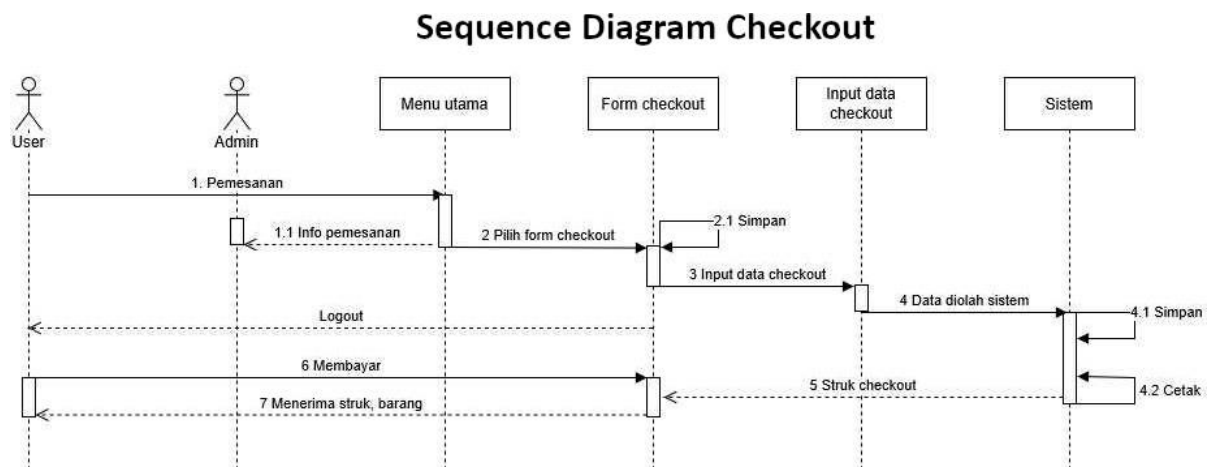 Sequence Diagram Checkout
User
Admin
Menu utama
Form checkout
Input data
checkout
Sistem
1. Pemesanan
1.1 Info pemesanan
2 Pilih form checkout
2.1 Simpan
3 Input data checkout
4 Data diolah sistem
4.1 Simpan
Logout
6 Membayar
5 Struk checkout
4.2 Cetak
7 Menerima struk, barang